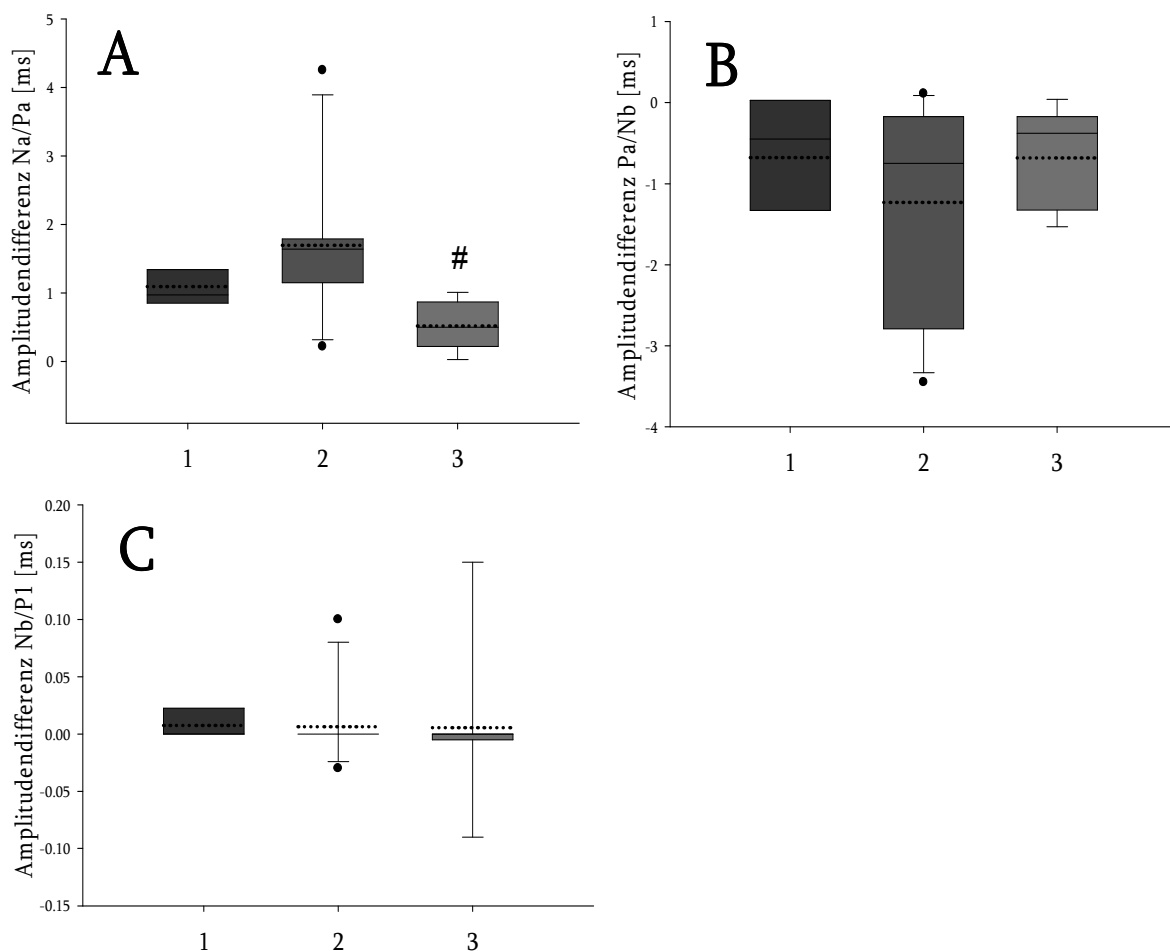 A
Amplitudendifferenz Na/Pa [ms]
5
4
3
2
1
0
#
1 2 3
B
Amplitudendifferenz Pa/Nb [ms]
1
0
-1
-2
-3
-4
1 2 3
C
Amplitudendifferenz Nb/P1 [ms]
0.20
0.15
0.10
0.05
0.00
-0.05
-0.10
-0.15
1 2 3